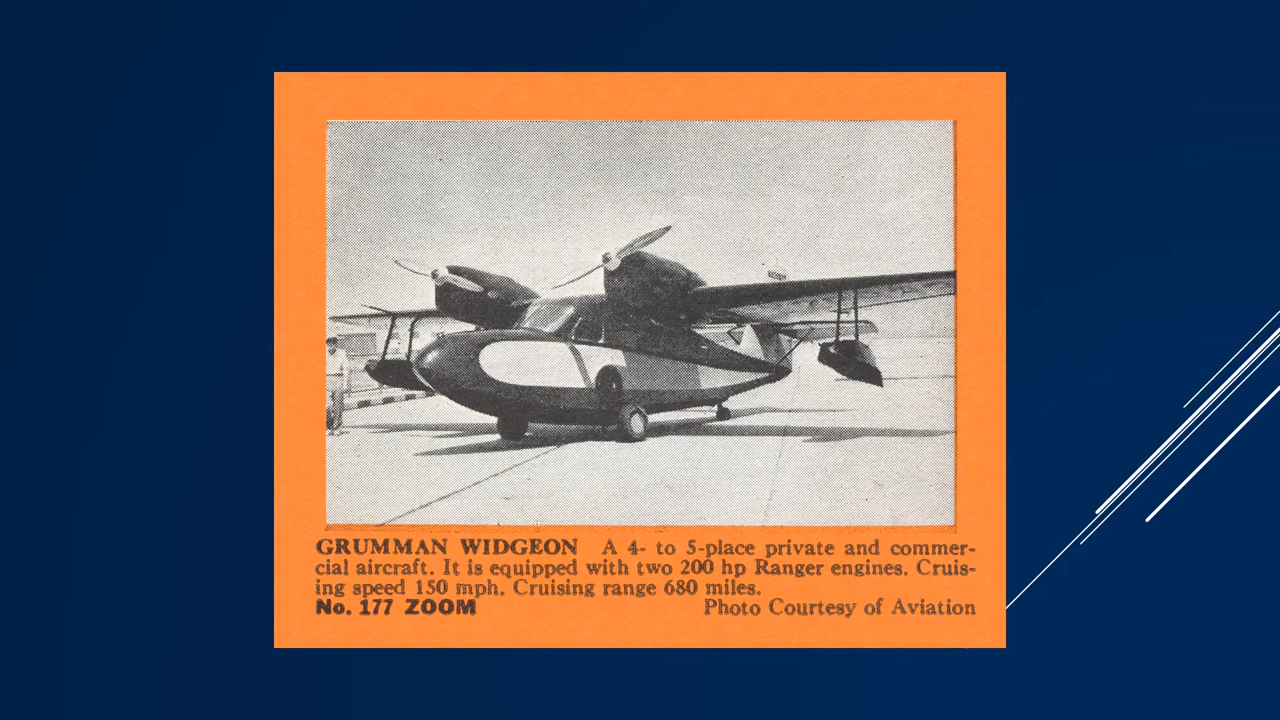 GRUMMAN WIDGEON A 4- to 5-place private and commer-
cial aircraft. It is equipped with two 200 hp Ranger engines. Cruis-
ing speed 150 mph. Cruising range 680 miles.
No. 177 ZOOM Photo Courtesy of Aviation